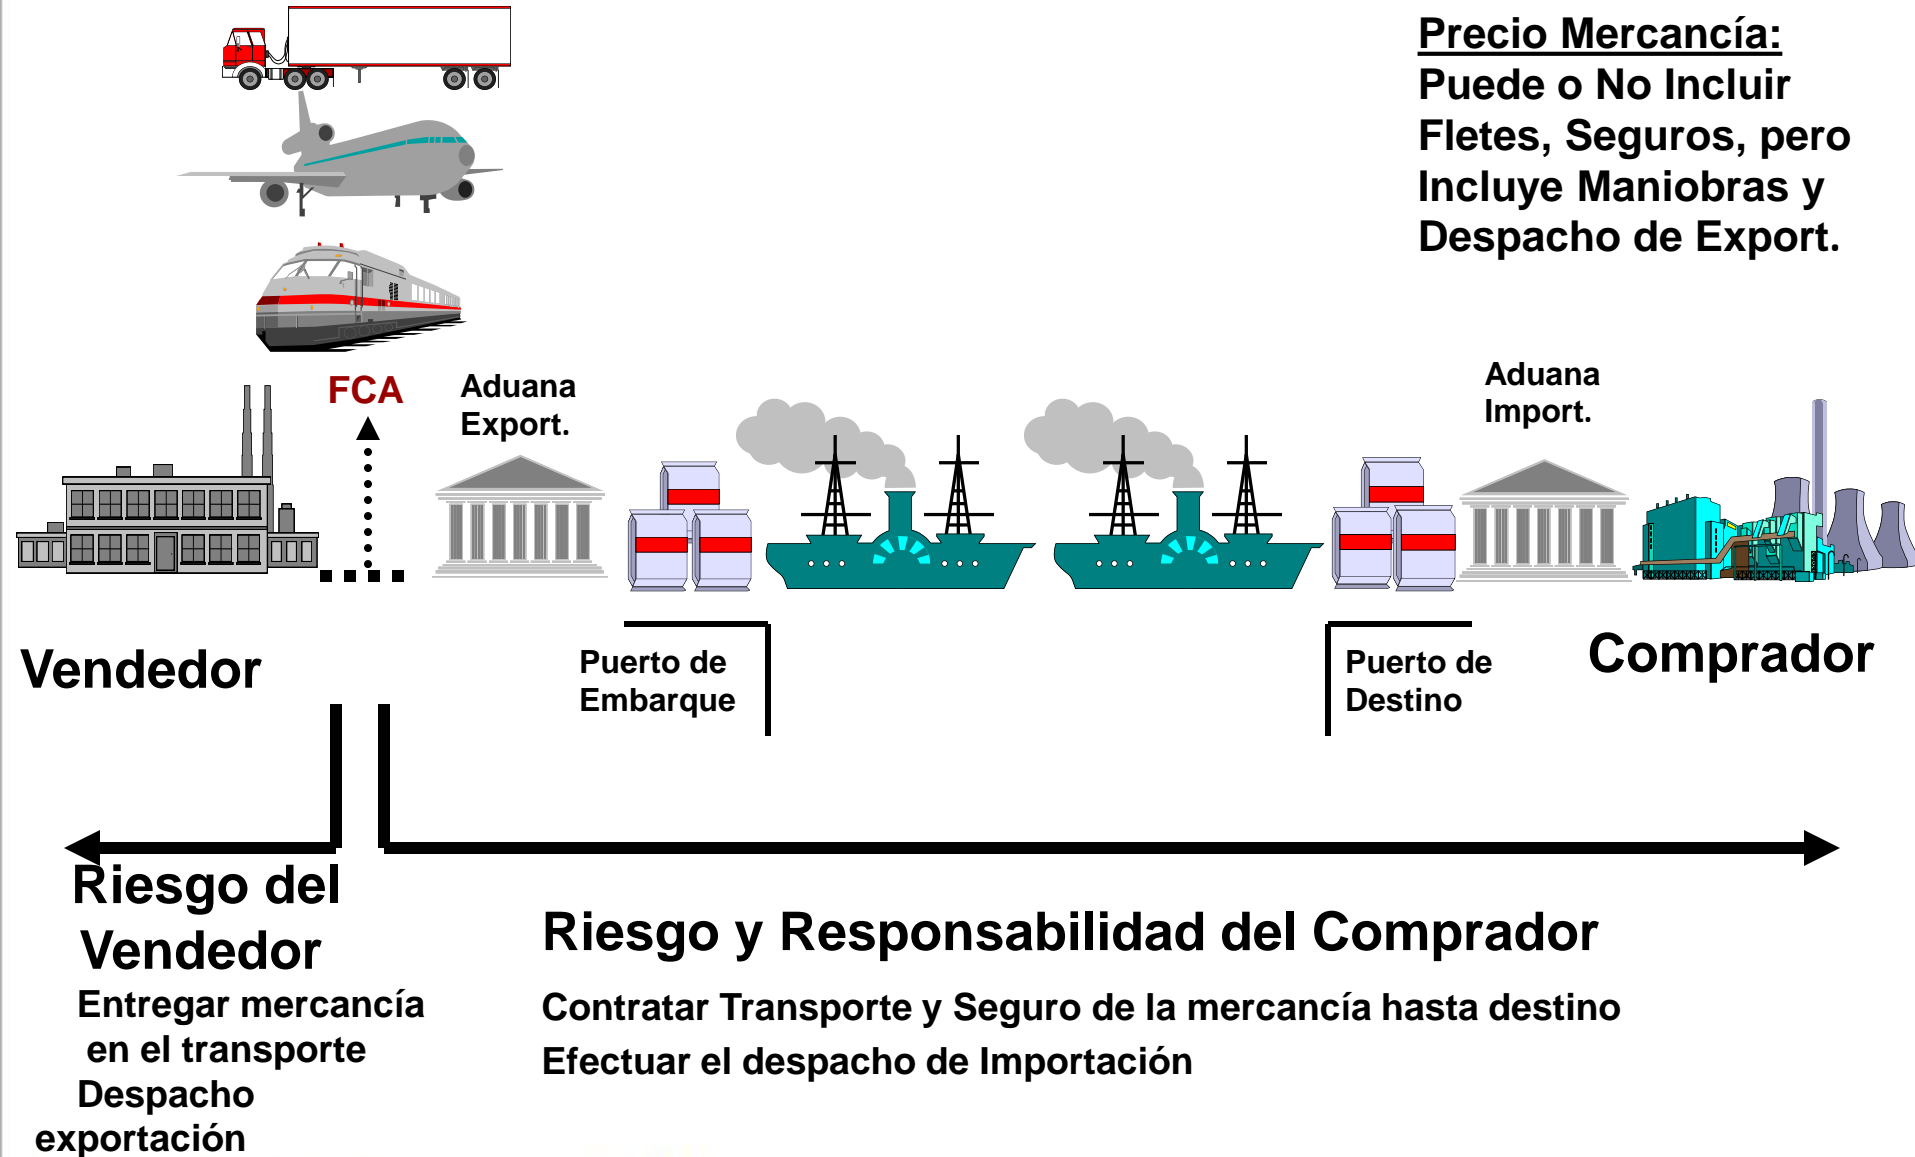 Precio Mercancía:
Puede o No Incluir
Fletes, Seguros, pero
Incluye Maniobras y
Despacho de Export.
FCA
Aduana
Export.
Aduana
Import.
Vendedor
Puerto de
Embarque
Puerto de
Destino
Comprador
Riesgo del
Vendedor
Entregar mercancía
en el transporte
Despacho
exportación
Riesgo y Responsabilidad del Comprador
Contratar Transporte y Seguro de la mercancía hasta destino
Efectuar el despacho de Importación